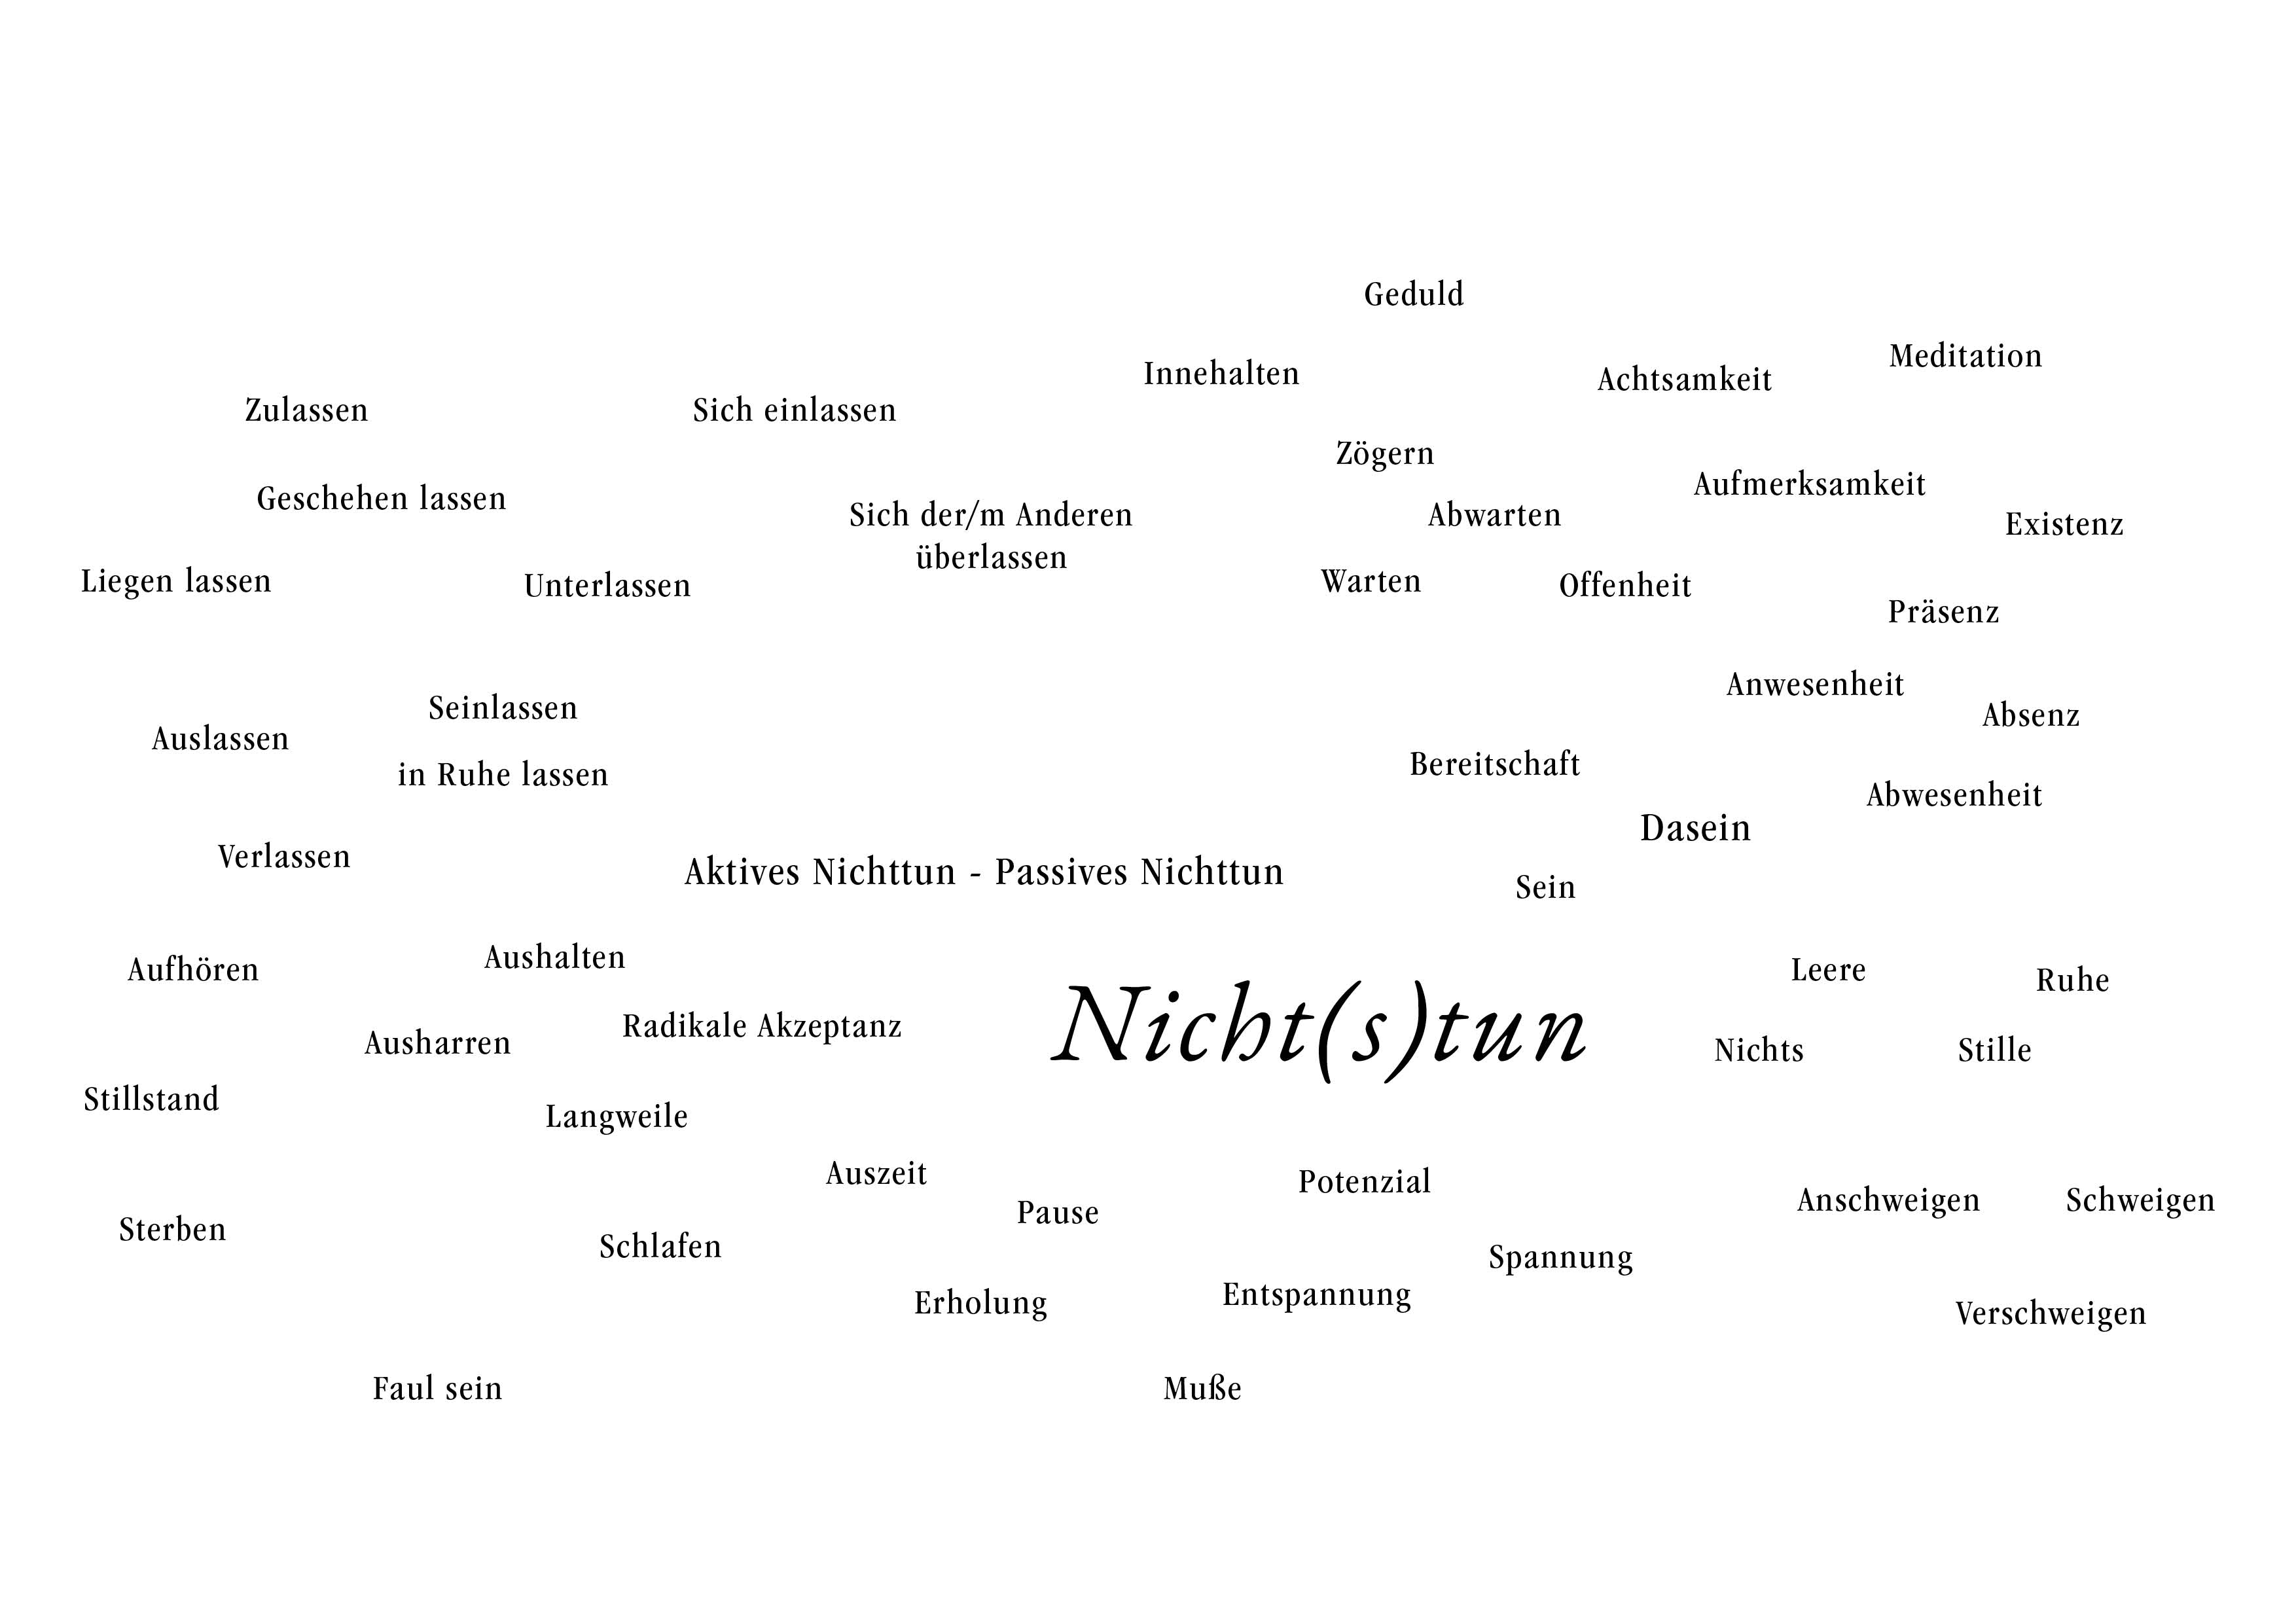 Geduld
Meditation
Innehalten
Achtsamkeit
Zulassen
Sich einlassen
Zögern
Aufmerksamkeit
Geschehen lassen
Sich der/m Anderen
überlassen
Abwarten
Existenz
Liegen lassen
Unterlassen
Warten
Offenheit
Präsenz
Anwesenheit
Seinlassen
Absenz
Auslassen
Bereitschaft
in Ruhe lassen
Abwesenheit
Dasein
Verlassen
Aktives Nichttun - Passives Nichttun
Sein
Aushalten
Aufhören
Leere
Ruhe
Nicht(s)tun
Radikale Akzeptanz
Ausharren
Nichts
Stille
Stillstand
Langweile
Auszeit
Potenzial
Anschweigen
Schweigen
Pause
Sterben
Schlafen
Spannung
Erholung
Entspannung
Verschweigen
Faul sein
Muße